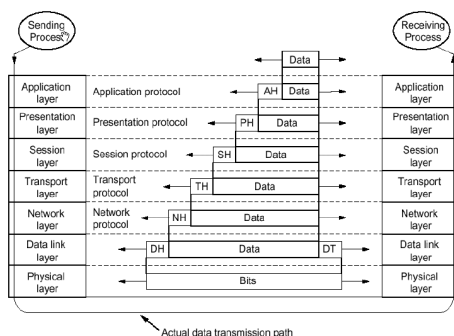 Sending
Process
Receiving
Process
Data
Application
layer
Application protocol
AH
Data
Application
layer
Presentation
layer
Presentation protocol
PH
Data
Presentation
layer
Session
layer
Session protocol
SH
Data
Session
layer
Transport
layer
Transport
protocol
TH
Data
Transport
layer
Network
layer
Network
protocol
NH
Data
Network
layer
Data link
layer
DH
Data
DT
Data link
layer
Physical
layer
Bits
Physical
layer
Actual data transmission path